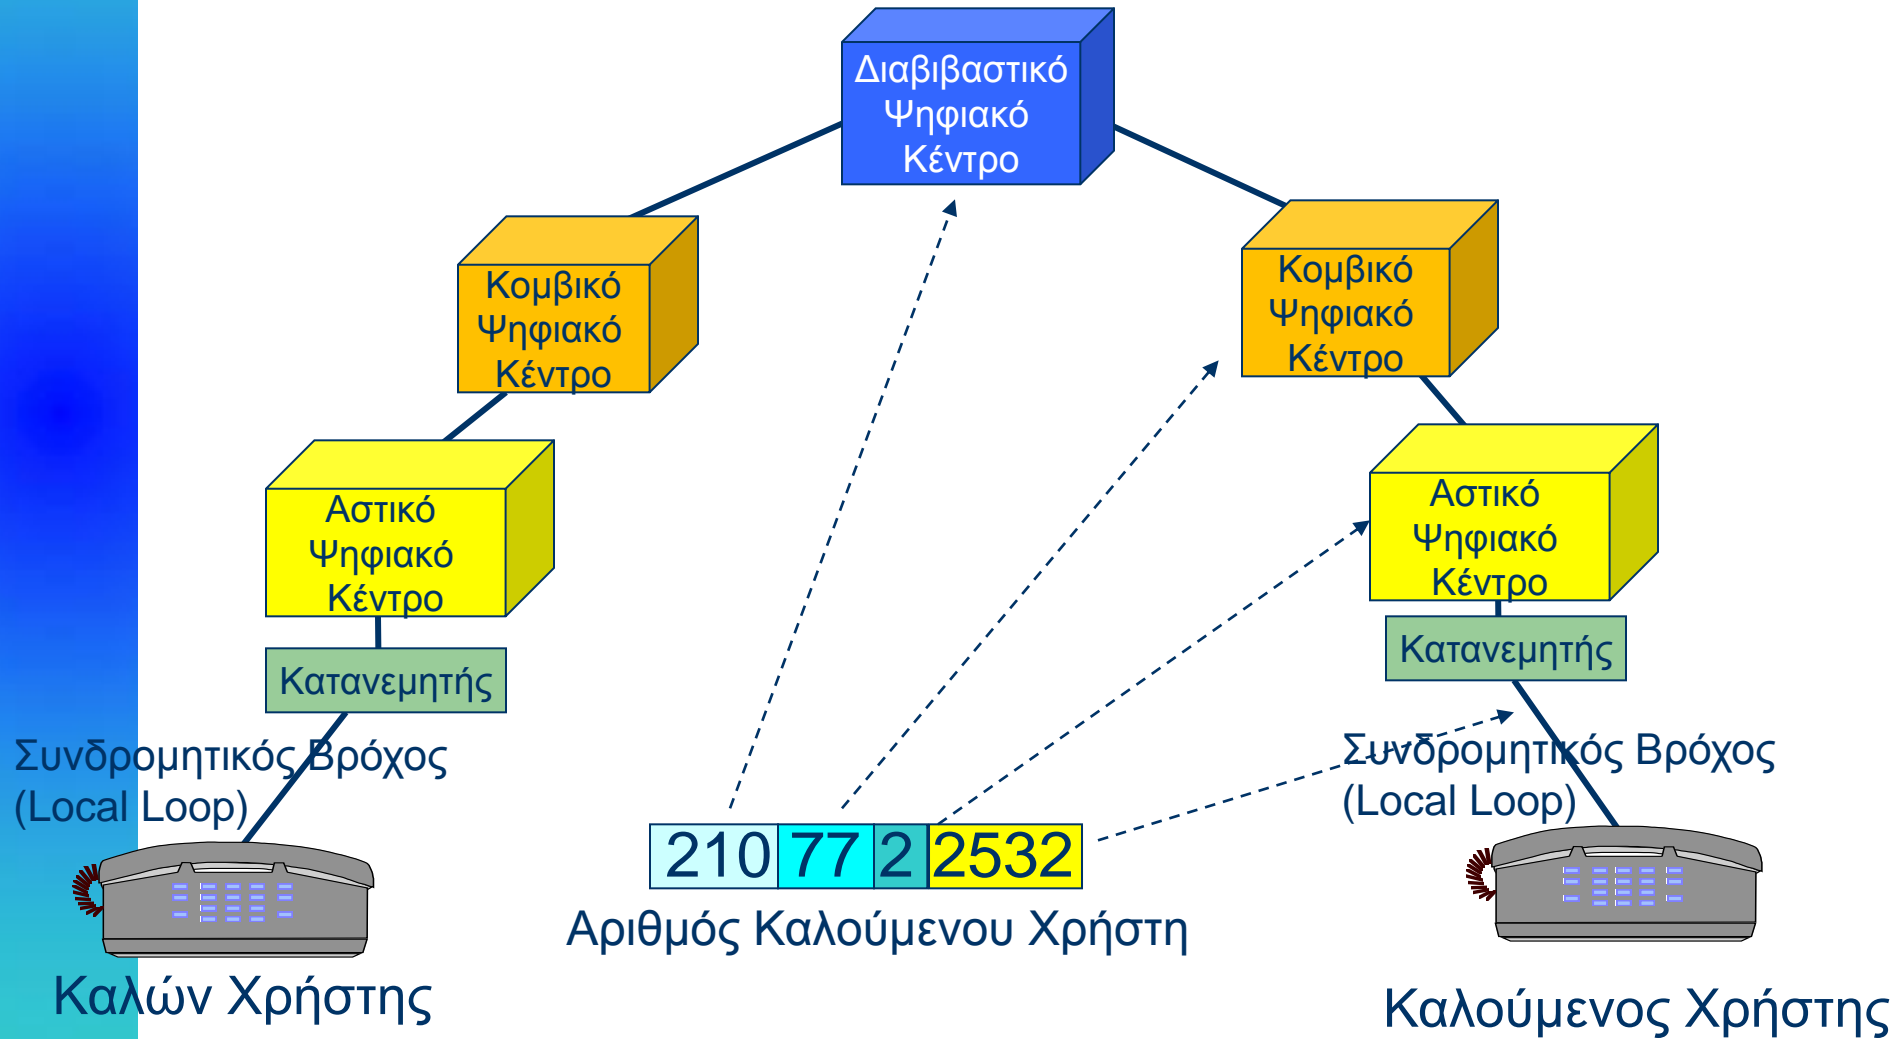 Διαβιβαστικό
Ψηφιακό
Κέντρο
Κομβικό
Ψηφιακό
Κέντρο
Κομβικό
Ψηφιακό
Κέντρο
Αστικό
Ψηφιακό
Κέντρο
Αστικό
Ψηφιακό
Κέντρο
Κατανεμητής
Κατανεμητής
Συνδρομητικός Βρόχος
(Local Loop)
Συνδρομητικός Βρόχος
(Local Loop)
210 77 2 2532
Αριθμός Καλούμενου Χρήστη
Καλών Χρήστης
Καλούμενος Χρήστης